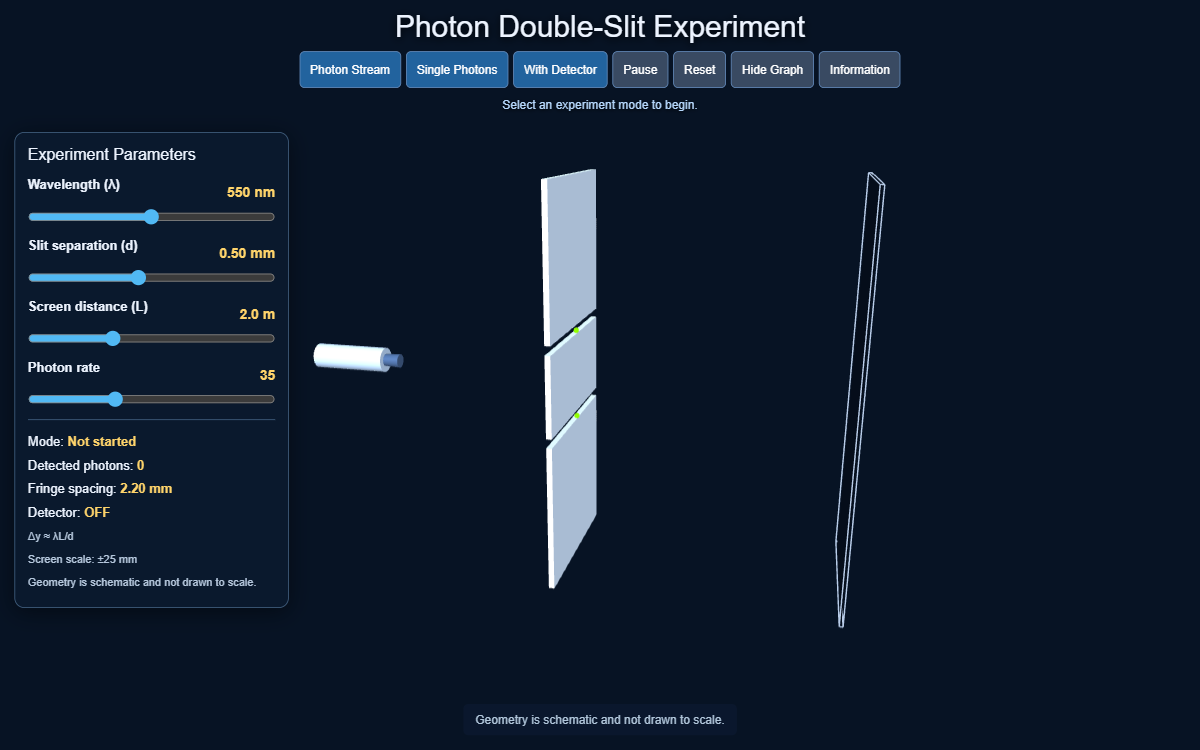 Photon Double-Slit Experiment
Photon Stream Single Photons With Detector Pause Reset Hide Graph Information
Select an experiment mode to begin.
Experiment Parameters
Wavelength (λ)
550 nm
Slit separation (d)
0.50 mm
Screen distance (L)
2.0 m
Photon rate
35
Mode: Not started
Detected photons: 0
Fringe spacing: 2.20 mm
Detector: OFF
Δy ≈ λL/d
Screen scale: ±25 mm
Geometry is schematic and not drawn to scale.
Geometry is schematic and not drawn to scale.